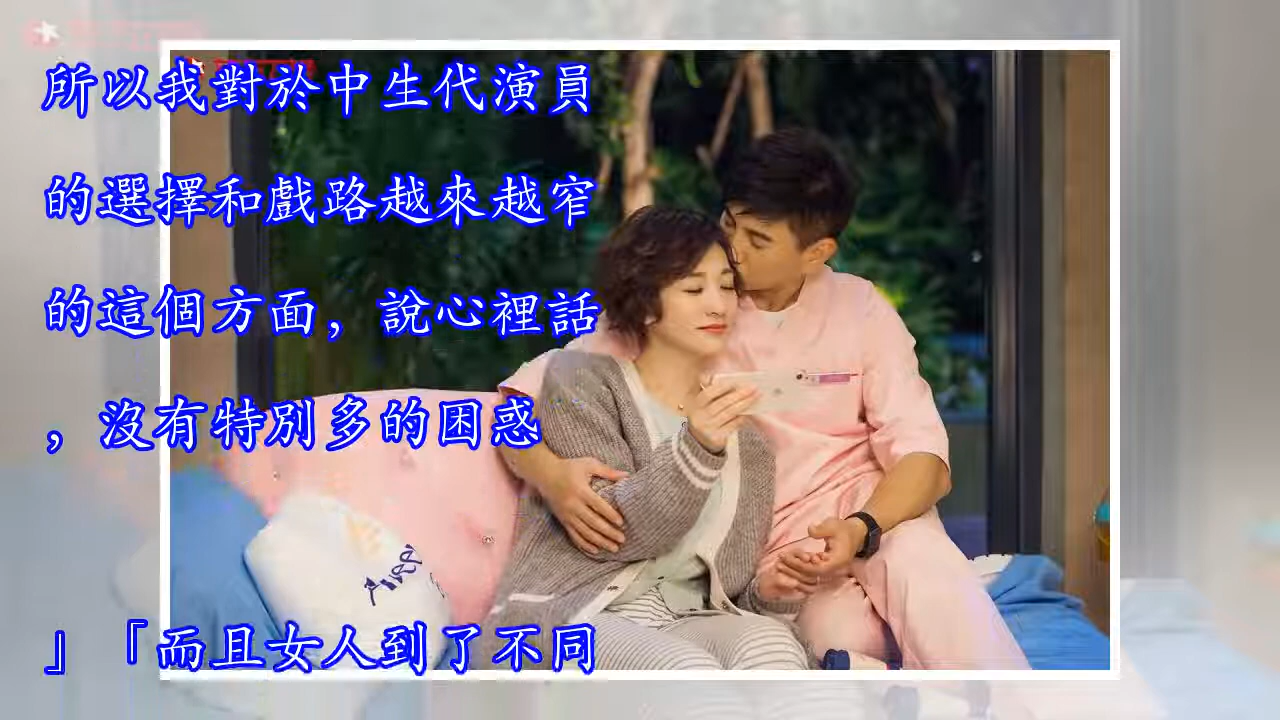 所以我對於中生代演員
的選擇和戲路越來越窄
的這個方面，說心裡話
，沒有特別多的困惑
」「而且女人到了不同